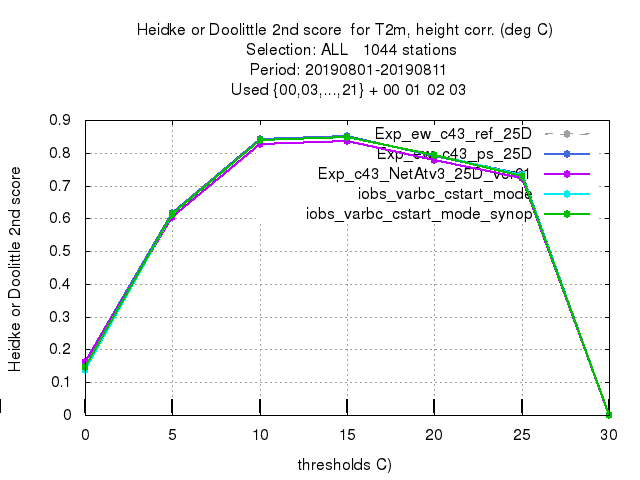 Heidke or Doolittle 2nd score for T2m, height corr. (deg C)
Selection: ALL 1044 stations
Period: 20190801-20190811
Used {00,03,...,21} + 00 01 02 03
Heidke or Doolittle 2nd score
0.9
0.8
0.7
0.6
0.5
0.4
0.3
0.2
0.1
0
Exp_ew_c43_ref_25D
Exp_ew_c43_ps_25D
Exp_c43_NetAtv3_25D_ver01
iobs_varbc_cstart_mode
iobs_varbc_cstart_mode_synop
0 5 10 15 20 25 30
thresholds C)